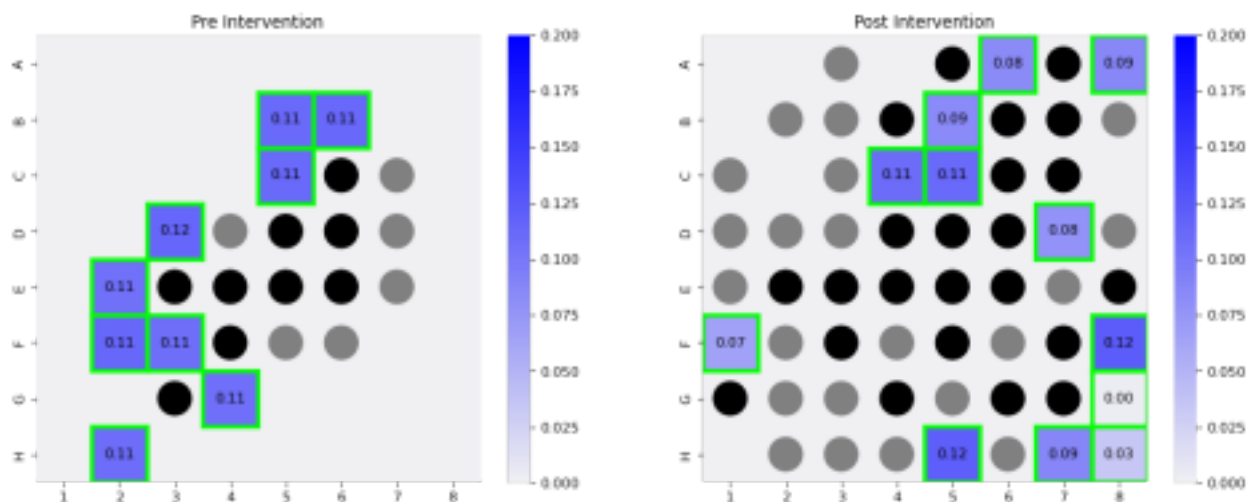 Pre Intervention
Post Intervention
A
B
C
D
E
F
G
H
1 2 3 4 5 6 7 8
0.11 0.11
0.11
0.12
0.11
0.11 0.11
0.11
0.11
0.200
0.175
0.150
0.125
0.100
0.075
0.050
0.025
0.000
A
B
C
D
E
F
G
H
1 2 3 4 5 6 7 8
0.08 0.09
0.09
0.11 0.11
0.08
0.07 0.12
0.00
0.12 0.09 0.03
0.200
0.175
0.150
0.125
0.100
0.075
0.050
0.025
0.000